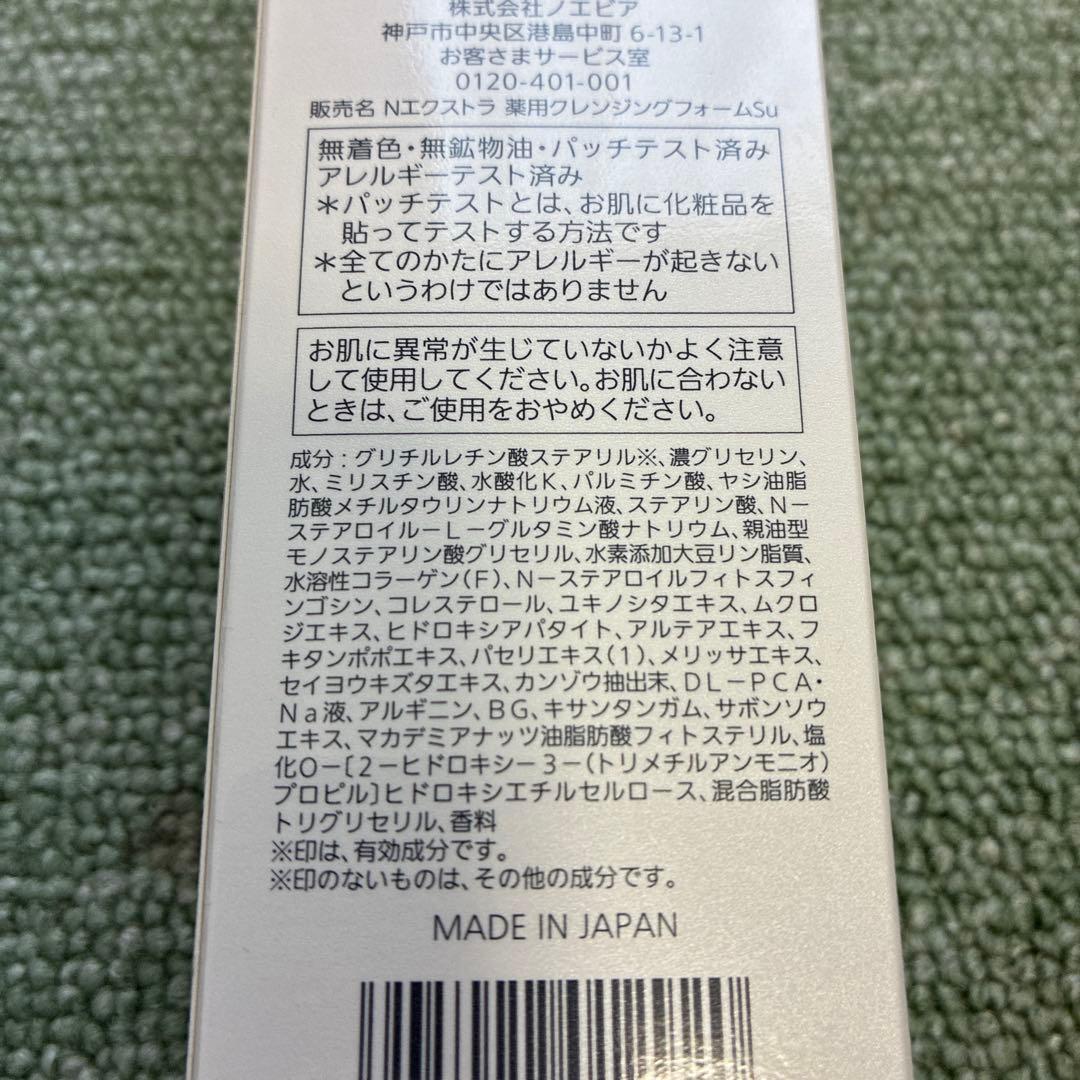 株式会社ノエビア
神戸市中央区港島中町 6-13-1
お客さまサービス室
0120-401-001
販売名 Nエクストラ 薬用クレンジングフォームSu
無着色・無鉱物油・パッチテスト済み
アレルギーテスト済み
＊パッチテストとは、お肌に化粧品を
貼ってテストする方法です
＊全てのかたにアレルギーが起きない
というわけではありません
お肌に異常が生じていないかよく注意
して使用してください。お肌に合わない
ときは、ご使用をおやめください。
成分：グリチルレチン酸ステアリル※、濃グリセリン、
水、ミリスチン酸、水酸化K、パルミチン酸、ヤシ油脂
肪酸メチルタウリンナトリウム液、ステアリン酸、N－
ステアロイル－L－グルタミン酸ナトリウム、親油型
モノステアリン酸グリセリル、水素添加大豆リン脂質、
水溶性コラーゲン（F）、N－ステアロイルフィトスフィ
ンゴシン、コレステロール、ユキノシタエキス、ムクロ
ジエキス、ヒドロキシアパタイト、アルテアエキス、フ
キタンポポエキス、パセリエキス（1）、メリッサエキス、
セイヨウキズタエキス、カンゾウ抽出末、DL－PCA・
Na液、アルギニン、BG、キサンタンガム、サボンソウ
エキス、マカデミアナッツ油脂肪酸フィトステリル、塩
化O－〔2－ヒドロキシ－3－（トリメチルアンモニオ）
プロピル〕ヒドロキシエチルセルロース、混合脂肪酸
トリグリセリル、香料
※印は、有効成分です。
※印のないものは、その他の成分です。
MADE IN JAPAN